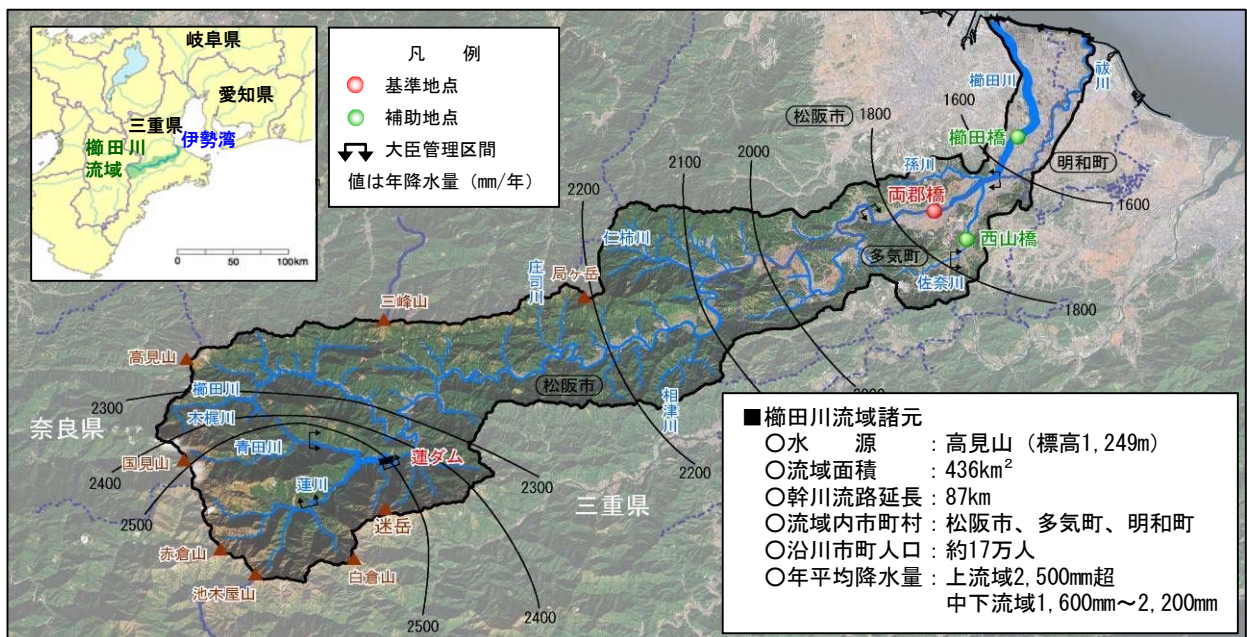 岐阜県
愛知県
三重県
伊勢湾
櫛田川
流域
0 50 100km
凡 例
基準地点
補助地点
大臣管理区間
値は年降水量 (mm/年)
櫛田川
祓川
1600
松阪市
1800
櫛田橋
2000
2100
孫川
明和町
2200
両郡橋
1600
仁柿川
西山橋
多気町
佐奈川
庄司川
局ヶ岳
1800
三峰山
高見山
櫛田川
松阪市
相津川
2300
木梶川
奈良県
青田川
蓮ダム
国見山
2400
2300
2200
蓮川
三重県
2500
迷岳
赤倉山
白倉山
池木屋山
2400
2500
■櫛田川流域諸元
〇水 源 :高見山 (標高1,249m)
〇流域面積 :436km²
〇幹川流路延長:87km
〇流域内市町村:松阪市、多気町、明和町
〇沿川市町人口:約17万人
〇年平均降水量:上流域2,500mm超
中下流域1,600mm~2,200mm